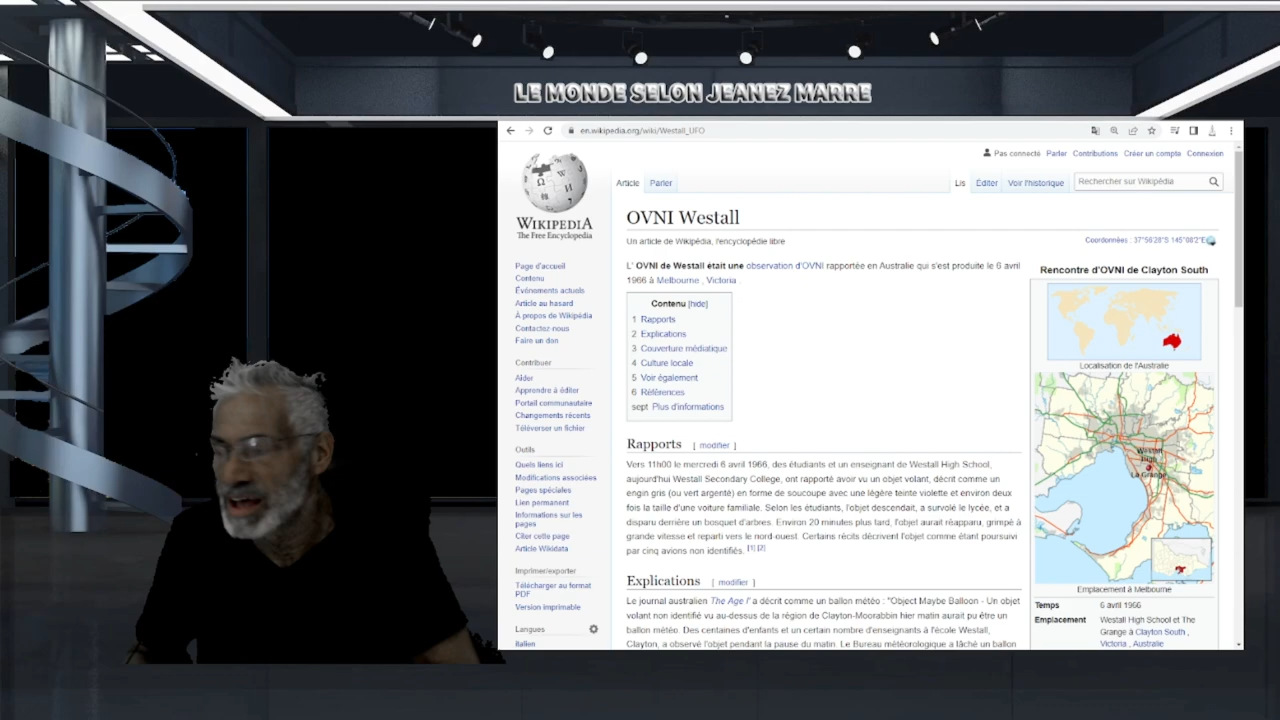 LE MONDE SELON JEANEZ MARRE
en.wikipedia.org/wiki/Westall_UFO
Pas connecté Parler Contributions Créer un compte Connexion
Article Parler
Lis Éditer Voir l'historique Rechercher sur Wikipédia
WIKIPEDIA
The Free Encyclopedia
Page d'accueil
Contenu
Événements actuels
Article au hasard
À propos de Wikipédia
Contactez-nous
Faire un don
Contribuer
Aider
Apprendre à éditer
Portail communautaire
Changements récents
Téléverser un fichier
Outils
Quels liens ici
Modifications associées
Pages spéciales
Lien permanent
Informations sur les
pages
Citer cette page
Article Wikidata
Imprimer/exporter
Télécharger au format
PDF
Version imprimable
Langues
Italien
OVNI Westall
Un article de Wikipédia, l'encyclopédie libre
Coordonnées : 37°56′28″S 145°08′2″E
L' OVNI de Westall était une observation d'OVNI rapportée en Australie qui s'est produite le 6 avril
1966 à Melbourne , Victoria .
Contenu [hide]
1 Rapports
2 Explications
3 Couverture médiatique
4 Culture locale
5 Voir également
6 Références
sept Plus d'informations
Rapports [ modifier ]
Vers 11h00 le mercredi 6 avril 1966, des étudiants et un enseignant de Westall High School,
aujourd'hui Westall Secondary College, ont rapporté avoir vu un objet volant, décrit comme un
engin gris (ou vert argenté) en forme de soucoupe avec une légère teinte violette et environ deux
fois la taille d'une voiture familiale. Selon les étudiants, l'objet descendait, a survolé le lycée, et a
disparu derrière un bosquet d'arbres. Environ 20 minutes plus tard, l'objet aurait réapparu, grimpé à
grande vitesse et reparti vers le nord-ouest. Certains récits décrivent l'objet comme étant poursuivi
par cinq avions non identifiés. [1] [2]
Explications [ modifier ]
Le journal australien The Age l' a décrit comme un ballon météo : "Object Maybe Balloon - Un objet
volant non identifié vu au-dessus de la région de Clayton-Moorabbin hier matin aurait pu être un
ballon météo. Des centaines d'enfants et un certain nombre d'enseignants à l'école Westall,
Clayton, a observé l'objet pendant la pause du matin. Le Bureau météorologique a lâché un ballon
Rencontre d'OVNI de Clayton South
Localisation de l'Australie
Westall
High
La Grange
Emplacement à Melbourne
Temps 6 avril 1966
Emplacement Westall High School et The
Grange à Clayton South ,
Victoria , Australie